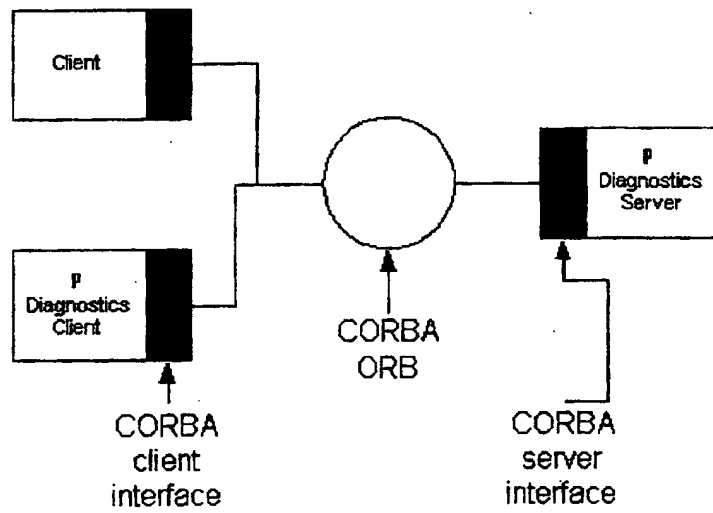 Client
P
Diagnostics
Server
P
Diagnostics
Client
CORBA
ORB
CORBA
client
interface
CORBA
server
interface